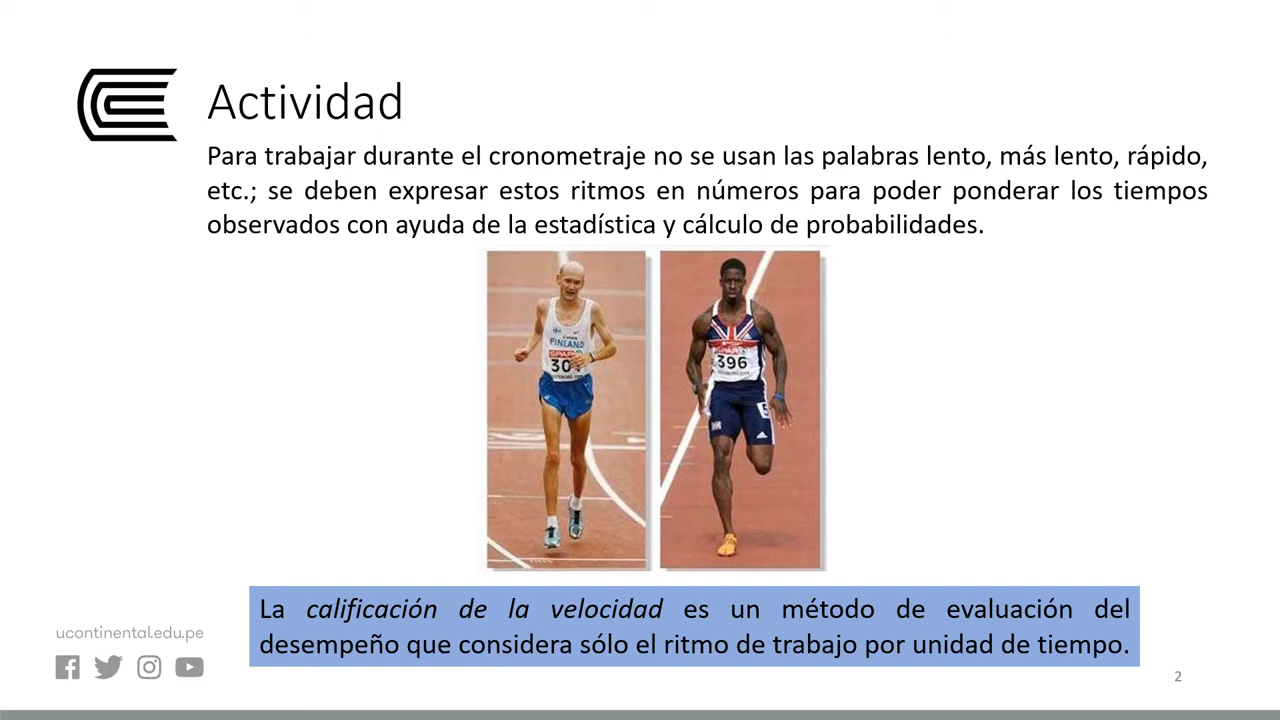 Actividad
Para trabajar durante el cronometraje no se usan las palabras lento, más lento, rápido,
etc.; se deben expresar estos ritmos en números para poder ponderar los tiempos
observados con ayuda de la estadística y cálculo de probabilidades.
FINLAND
SPAR
30
SPAR
396
La calificación de la velocidad es un método de evaluación del
desempeño que considera sólo el ritmo de trabajo por unidad de tiempo.
ucontinental.edu.pe
2